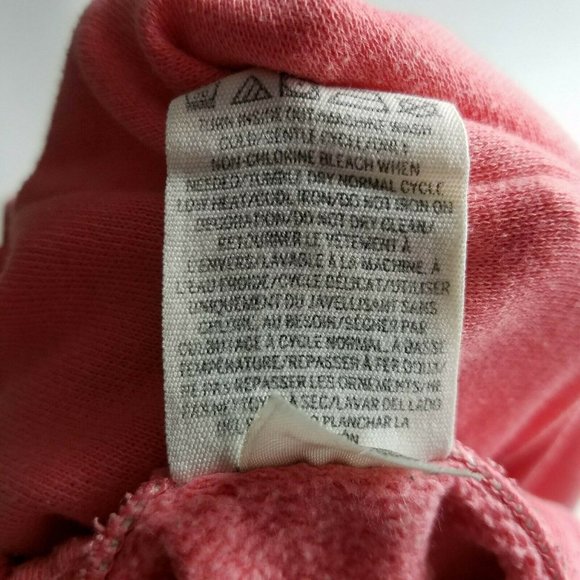 TURN INSIDE OUT/MACHINE WASH
COLD/GENTLE CYCLE/ONLY
NON-CHLORINE BLEACH WHEN
NEEDED/TUMBLE DRY NORMAL CYCLE
LOW HEAT/COOL IRON/DO NOT IRON ON
DECORATION/DO NOT DRY CLEAN/
RETOURNER LE VÊTEMENT À
L'ENVERS/LAVABLE À LA MACHINE, À
L'EAU FROIDE/CYCLE DÉLICAT/UTILISER
UNIQUEMENT DU JAVELLISANT SANS
CHLORE AU BESOIN/SÉCHER PAR
CULBUTAGE À CYCLE NORMAL, À BASSE
TEMPÉRATURE/REPASSER À FER DOUX/
NE PAS REPASSER LES ORNEMENTS/NE
PAS NETTOYER À SEC/LAVAR DEL LADO
PLANCHAR LA